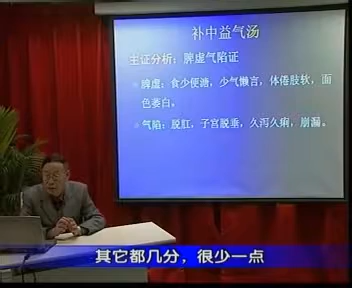 补中益气汤
主证分析：脾虚气陷证
脾虚：食少便溏，少气懒言，体倦肢软，面
色萎白。
气陷：脱肛，子宫脱垂，久泻久痢，崩漏。
其它都几分，很少一点